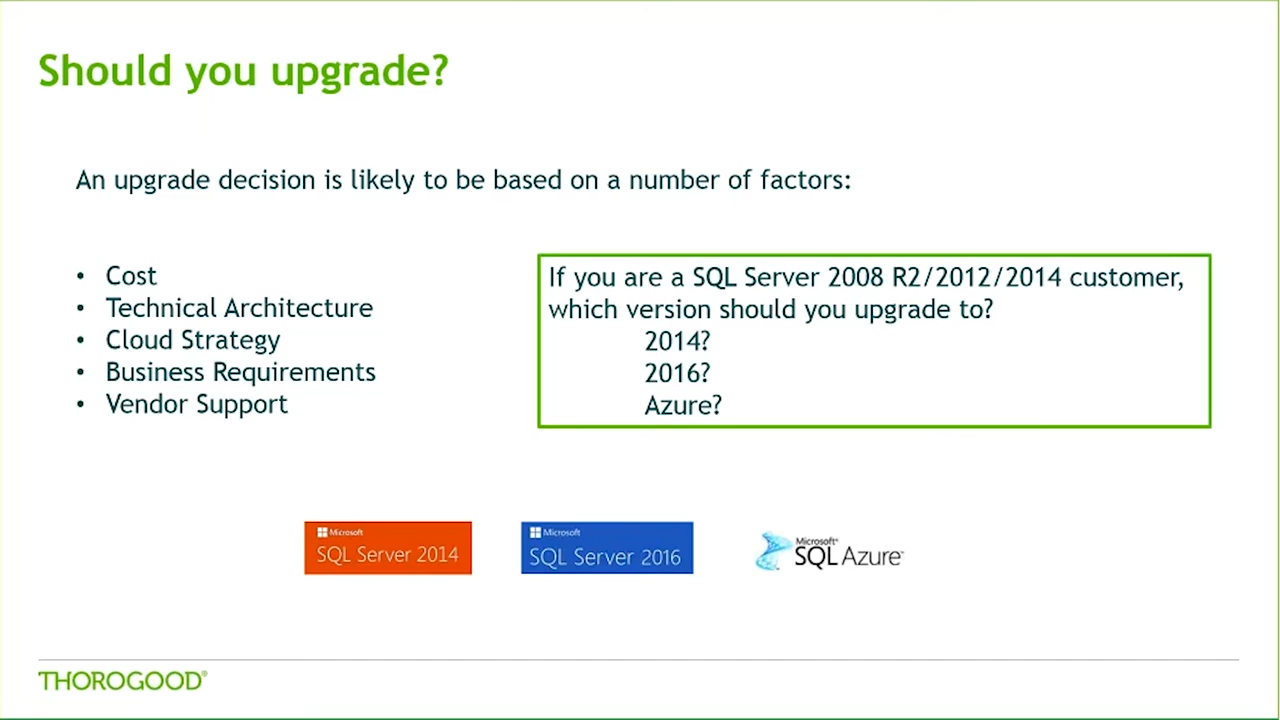 Should you upgrade?
An upgrade decision is likely to be based on a number of factors:
• Cost
• Technical Architecture
• Cloud Strategy
• Business Requirements
• Vendor Support
If you are a SQL Server 2008 R2/2012/2014 customer,
which version should you upgrade to?
2014?
2016?
Azure?
Microsoft
SQL Server 2014
Microsoft
SQL Server 2016
Microsoft®
SQL Azure™
THOROGOOD®